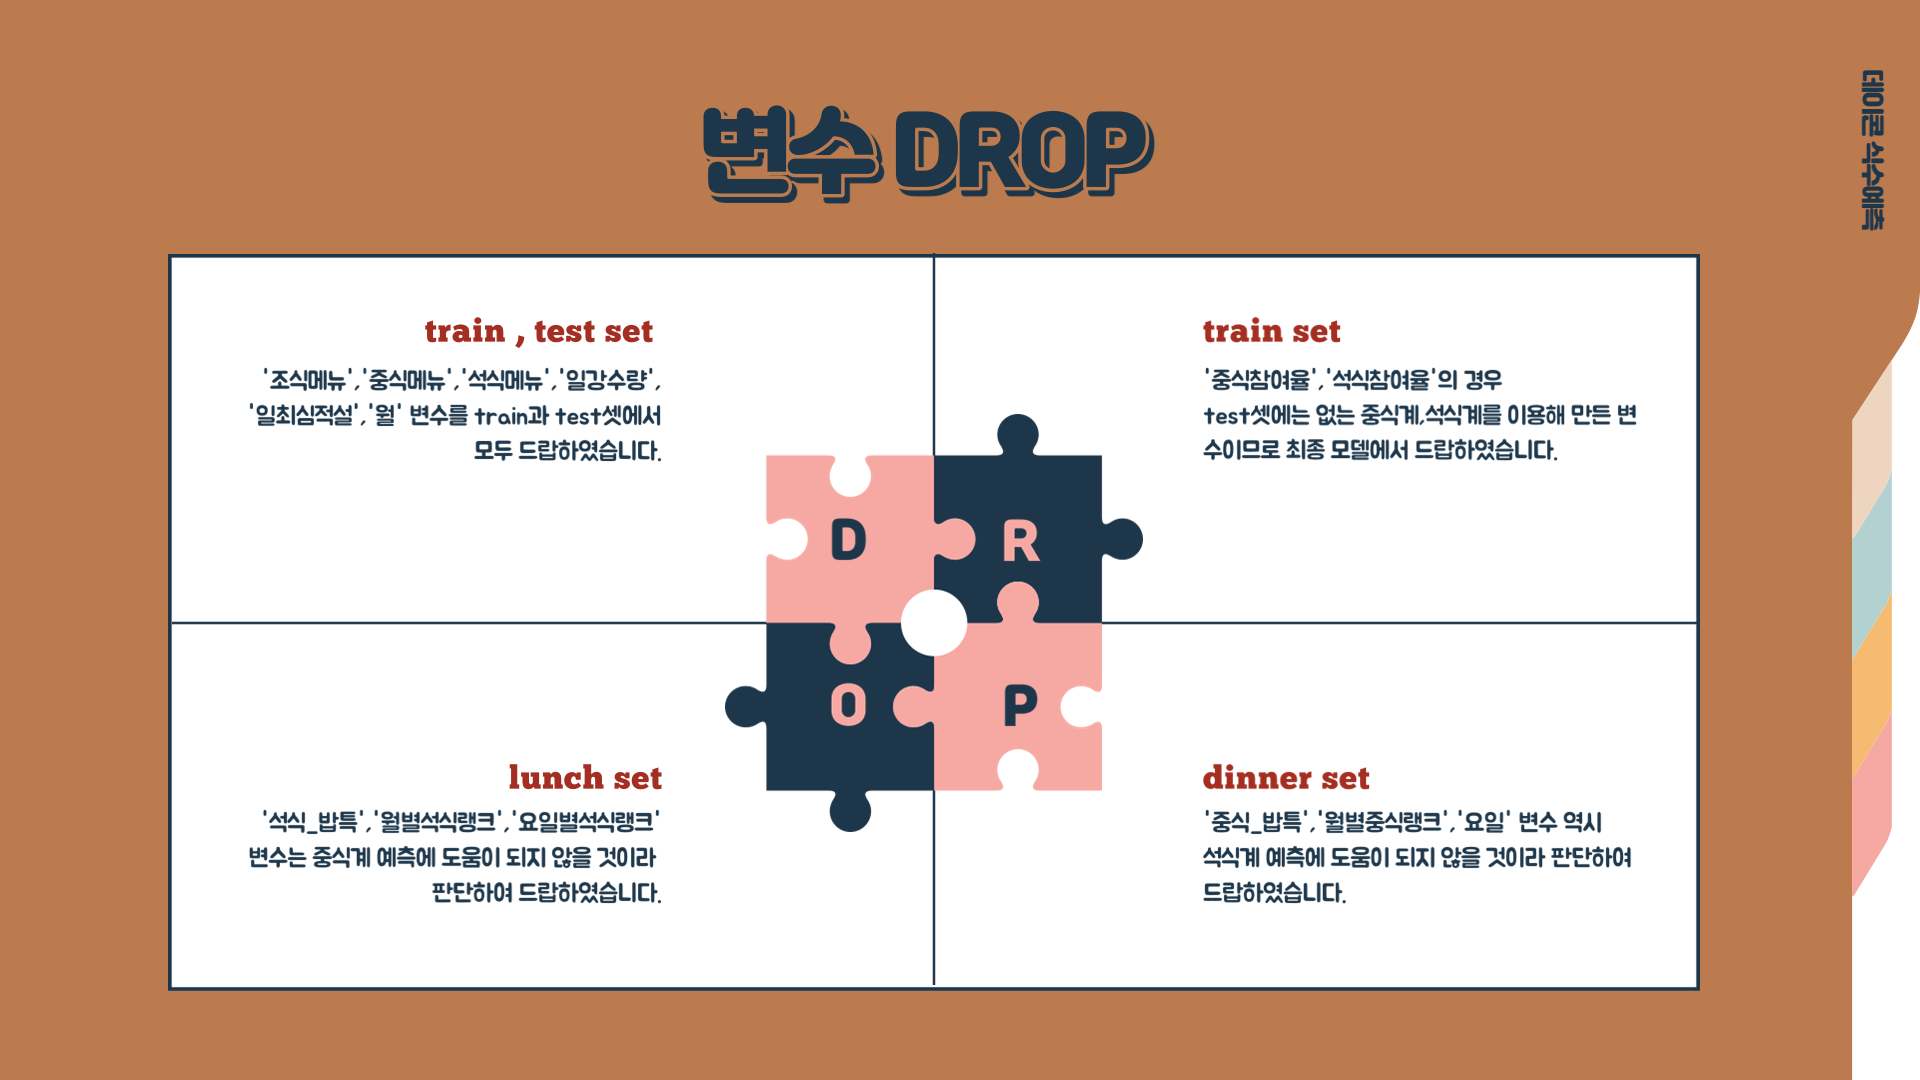 변수 DROP
데이콘 식수예측
train , test set
'조식메뉴','중식메뉴','석식메뉴','일강수량',
'일최심적설','월' 변수를 train과 test셋에서
모두 드랍하였습니다.
train set
'중식참여율','석식참여율'의 경우
test셋에는 없는 중식계,석식계를 이용해 만든 변
수이므로 최종 모델에서 드랍하였습니다.
D
R
O
P
lunch set
'석식_밥특','월별석식랭크','요일별석식랭크'
변수는 중식계 예측에 도움이 되지 않을 것이라
판단하여 드랍하였습니다.
dinner set
'중식_밥특','월별중식랭크','요일' 변수 역시
석식계 예측에 도움이 되지 않을 것이라 판단하여
드랍하였습니다.